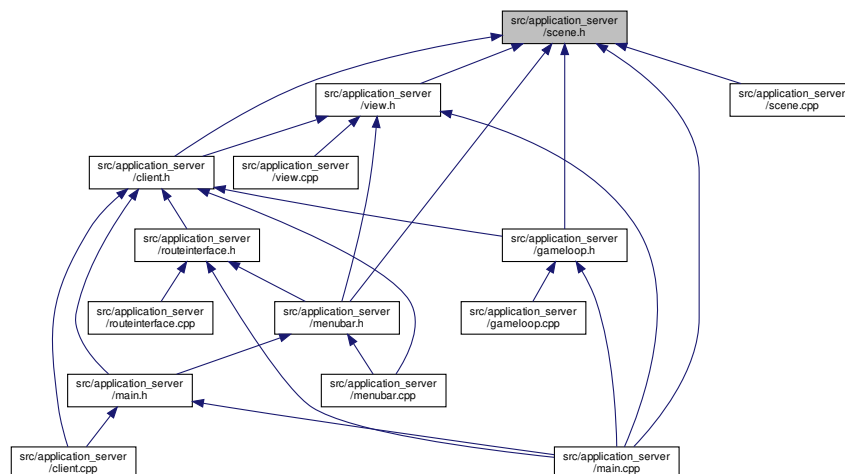 src/application_server
/scene.h
src/application_server
/view.h
src/application_server
/scene.cpp
src/application_server
/client.h
src/application_server
/view.cpp
src/application_server
/routeinterface.h
src/application_server
/gameloop.h
src/application_server
/routeinterface.cpp
src/application_server
/menubar.h
src/application_server
/gameloop.cpp
src/application_server
/main.h
src/application_server
/menubar.cpp
src/application_server
/client.cpp
src/application_server
/main.cpp